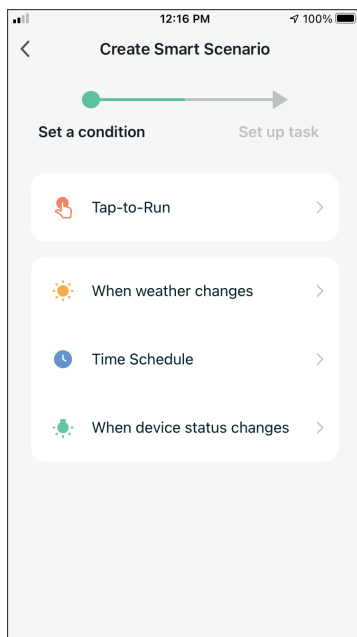 12:16 PM 100%
Create Smart Scenario
Set a condition Set up task
Tap-to-Run
When weather changes
Time Schedule
When device status changes